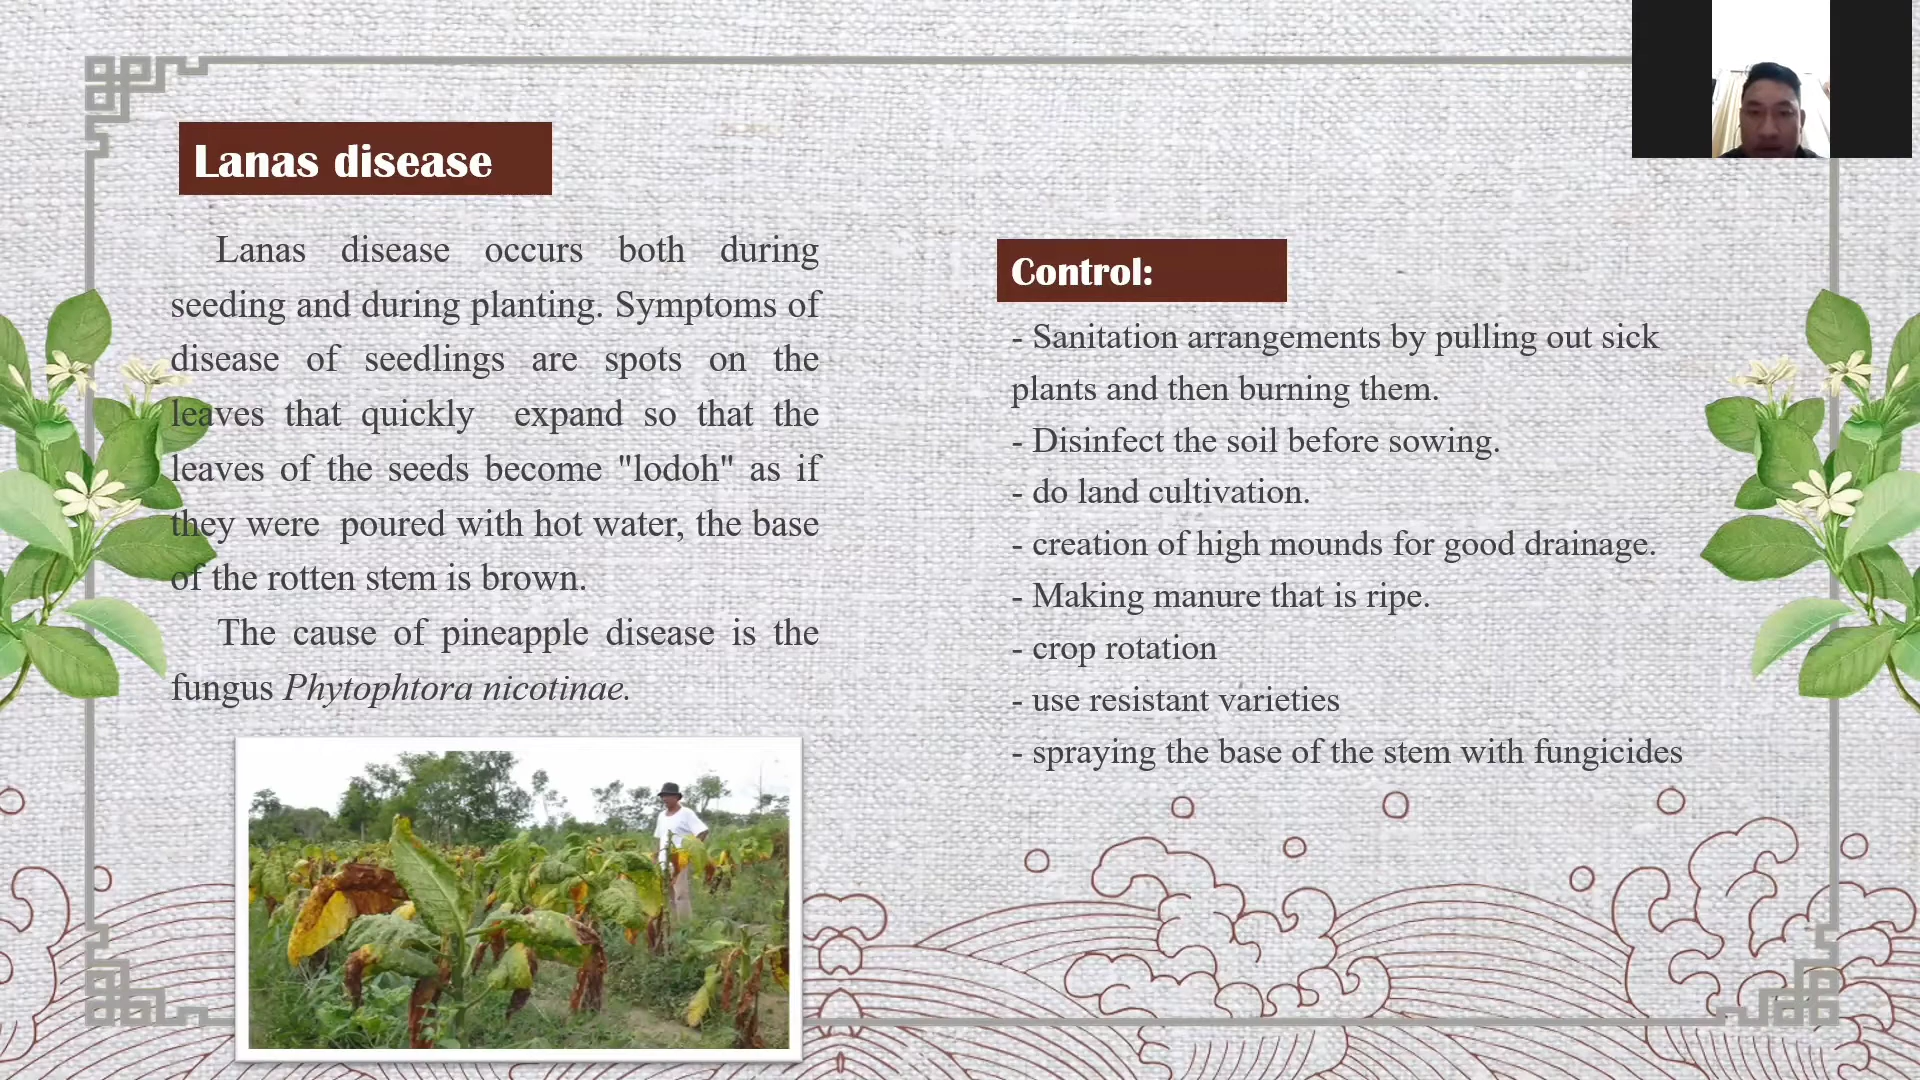 Lanas disease
Lanas disease occurs both during
seeding and during planting. Symptoms of
disease of seedlings are spots on the
leaves that quickly expand so that the
leaves of the seeds become "lodoh" as if
they were poured with hot water, the base
of the rotten stem is brown.
The cause of pineapple disease is the
fungus Phytophtora nicotinae.
Control:
- Sanitation arrangements by pulling out sick
plants and then burning them.
- Disinfect the soil before sowing.
- do land cultivation.
- creation of high mounds for good drainage.
- Making manure that is ripe.
- crop rotation
- use resistant varieties
- spraying the base of the stem with fungicides